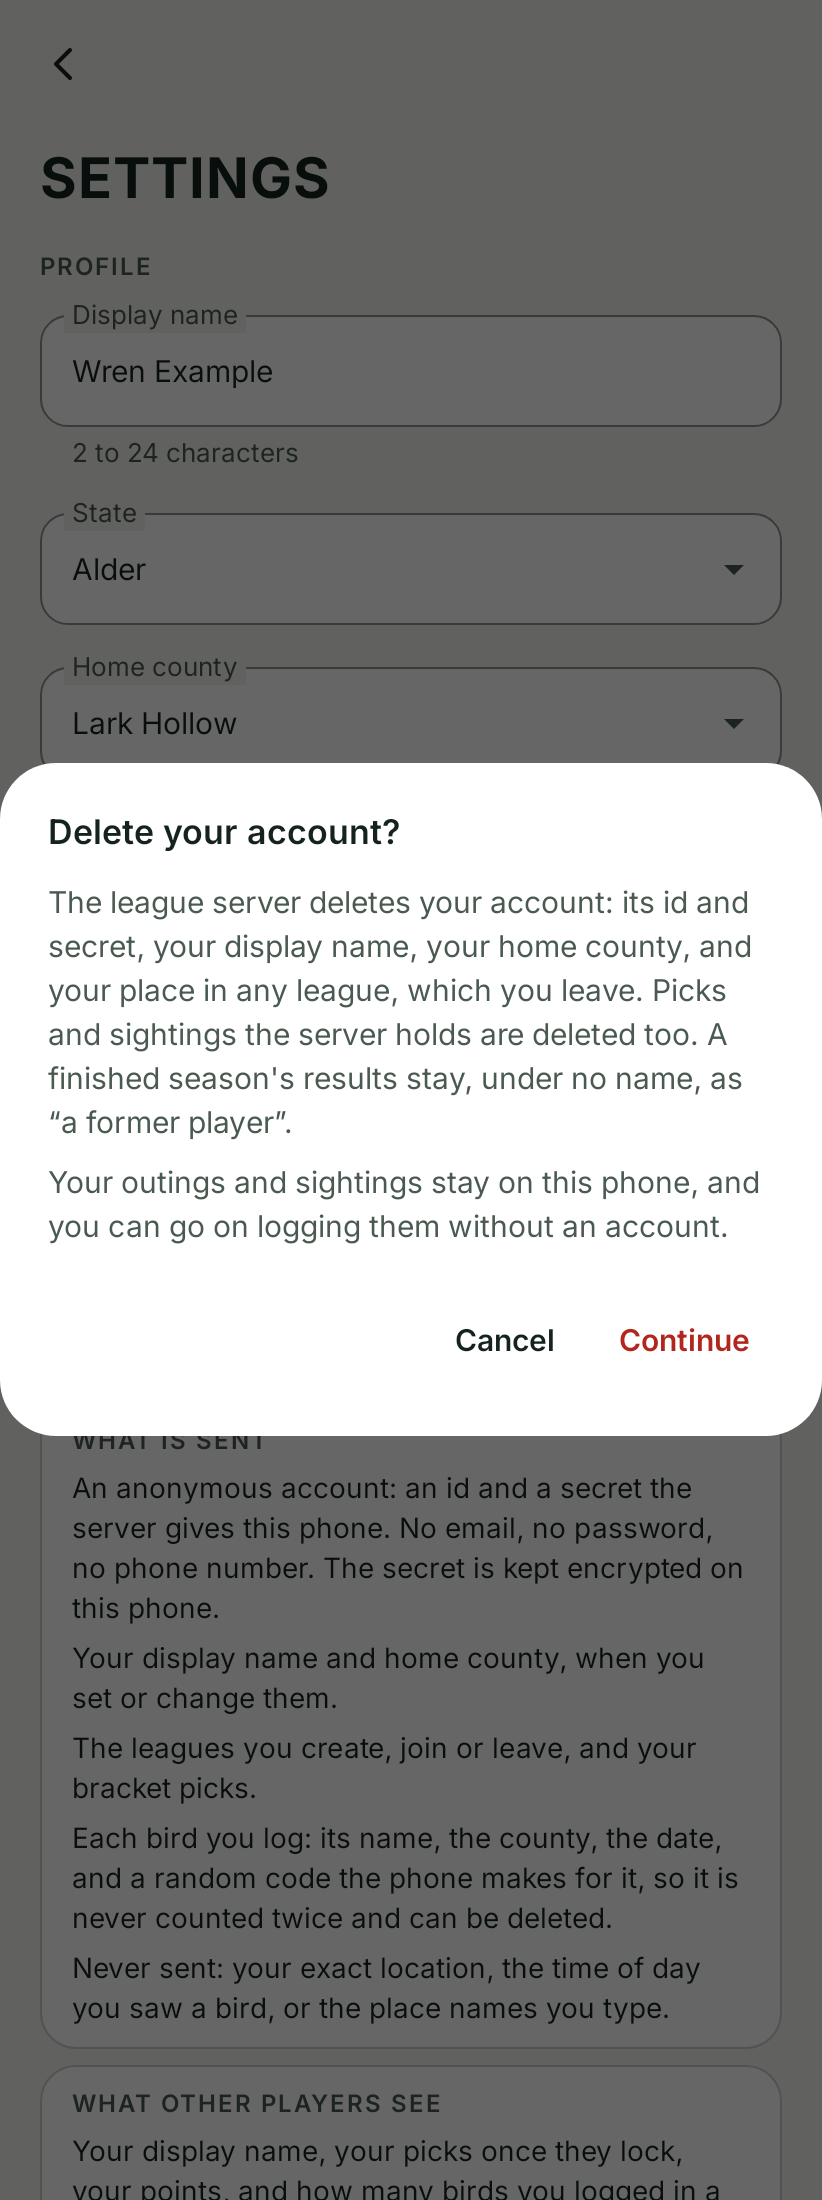 SETTINGS
PROFILE
Display name
Wren Example
2 to 24 characters
State
Alder
Home county
Lark Hollow
Delete your account?
The league server deletes your account: its id and
secret, your display name, your home county, and
your place in any league, which you leave. Picks
and sightings the server holds are deleted too. A
finished season's results stay, under no name, as
“a former player”.
Your outings and sightings stay on this phone, and
you can go on logging them without an account.
Cancel
Continue
WHAT IS SENT
An anonymous account: an id and a secret the
server gives this phone. No email, no password,
no phone number. The secret is kept encrypted on
this phone.
Your display name and home county, when you
set or change them.
The leagues you create, join or leave, and your
bracket picks.
Each bird you log: its name, the county, the date,
and a random code the phone makes for it, so it is
never counted twice and can be deleted.
Never sent: your exact location, the time of day
you saw a bird, or the place names you type.
WHAT OTHER PLAYERS SEE
Your display name, your picks once they lock,
your points, and how many birds you logged in a